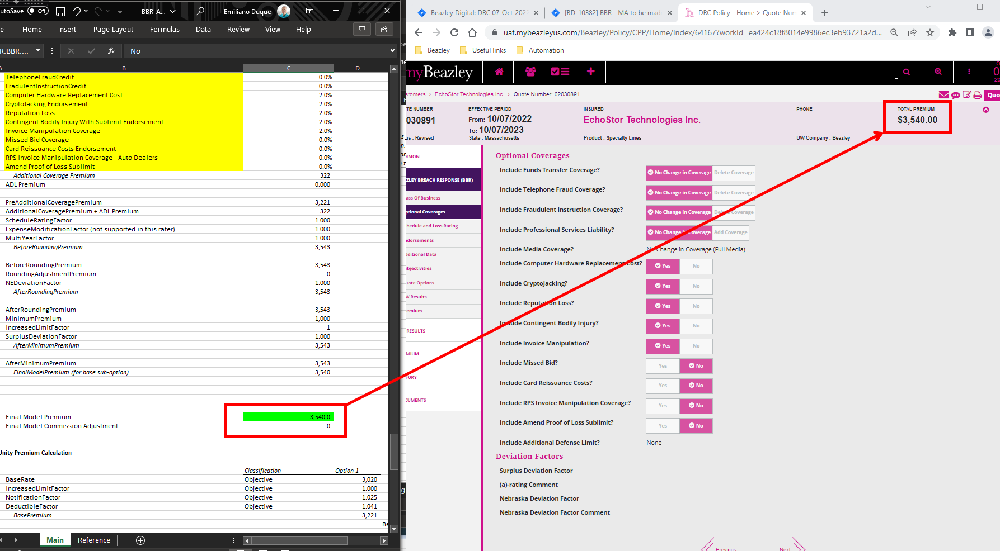 AutoSave Off BBR_A... Emiliano Duque
Home Insert Page Layout Formulas Data Review View Help
R.BBR.... fx No
A B C D
TelephoneFraudCredit 0.0%
FradulentInstructionCredit 0.0%
Computer Hardware Replacement Cost 2.0%
CryptoJacking Endorsement 2.0%
Reputation Loss 2.0%
Contingent Bodily Injury With Sublimit Endorsement 2.0%
Invoice Manipulation Coverage 2.0%
Missed Bid Coverage 0.0%
Card Reissuance Costs Endorsement 0.0%
RPS Invoice Manipulation Coverage - Auto Dealers 0.0%
Amend Proof of Loss Sublimit 0.0%
Additional Coverage Premium 322
ADL Premium 0.000
PreAdditionalCoveragePremium 3,221
AdditionalCoveragePremium + ADL Premium 322
ScheduleRatingFactor 1.000
ExpenseModificationFactor (not supported in this rater) 1.000
MultiYearFactor 1.000
BeforeRoundingPremium 3,543
BeforeRoundingPremium 3,543
RoundingAdjustmentPremium 0
NEDeviationFactor 1.000
AfterRoundingPremium 3,543
AfterRoundingPremium 3,543
MinimumPremium 1,000
IncreasedLimitFactor 1
SurplusDeviationFactor 1.000
AfterMinimumPremium 3,543
AfterMinimumPremium 3,543
FinalModelPremium (for base sub-option) 3,540
Final Model Premium 3,540.0
Final Model Commission Adjustment 0
Unity Premium Calculation
Classification Option 1
BaseRate Objective 3,020
IncreasedLimitFactor Objective 1.000
NotificationFactor Objective 1.025
DeductibleFactor Objective 1.041
BasePremium 3,221
Be
Main Reference
Beazley Digital: DRC 07-Oct-2022 [BD-10382] BBR - MA to be made DRC Policy - Home > Quote Num
uat.mybeazleyus.com/Beazley/Policy/CPP/Home/Index/64167?workId=ea424c18f8014e9986ec3eb93721a2d...
Beazley Useful links Automation
myBeazley
stomers > EchoStor Technologies Inc. > Quote Number: 02030891
Quo
TE NUMBER EFFECTIVE PERIOD INSURED PHONE TOTAL PREMIUM
030891 From: 10/07/2022 EchoStor Technologies Inc. $3,540.00
To: 10/07/2023
us : Revised State : Massachusetts Product : Specialty Lines UW Company : Beazley
MMON
ZLEY BREACH RESPONSE (BBR)
ass Of Business
ptional Coverages
hedule and Loss Rating
dorsements
ditional Data
bjectivities
uote Options
W Results
emium
RESULTS
MIUM
TORY
CUMENTS
Optional Coverages
Include Funds Transfer Coverage? No Change in Coverage Delete Coverage
Include Telephone Fraud Coverage? No Change in Coverage Delete Coverage
Include Fraudulent Instruction Coverage? No Change in Coverage Delete Coverage
Include Professional Services Liability? No Change in Coverage Add Coverage
Include Media Coverage? No Change in Coverage (Full Media)
Include Computer Hardware Replacement Cost? Yes No
Include CryptoJacking? Yes No
Include Reputation Loss? Yes No
Include Contingent Bodily Injury? Yes No
Include Invoice Manipulation? Yes No
Include Missed Bid? Yes No
Include Card Reissuance Costs? Yes No
Include RPS Invoice Manipulation Coverage? Yes No
Include Amend Proof of Loss Sublimit? Yes No
Include Additional Defense Limit? None
Deviation Factors
Surplus Deviation Factor
(a)-rating Comment
Nebraska Deviation Factor
Nebraska Deviation Factor Comment
Previous Next